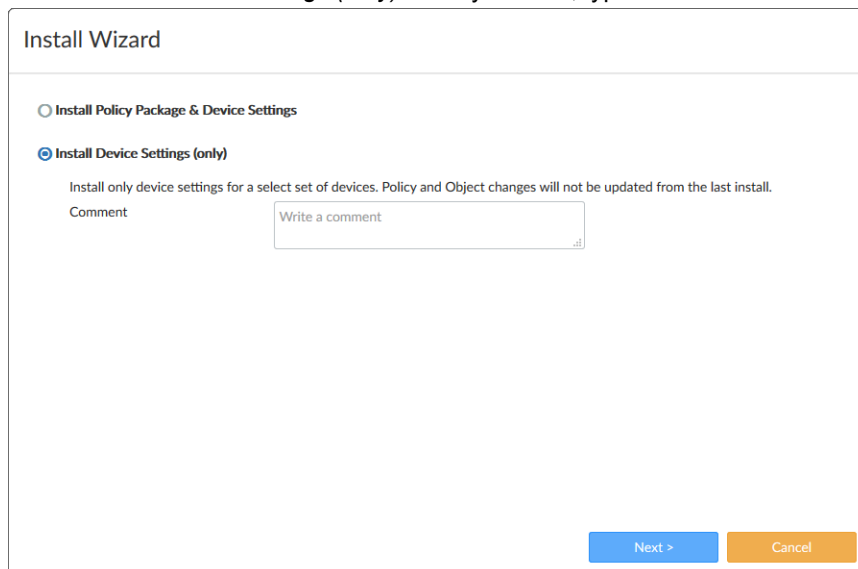 Install Wizard
Install Policy Package & Device Settings
Install Device Settings (only)
Install only device settings for a select set of devices. Policy and Object changes will not be updated from the last install.
Comment
Write a comment
Next >
Cancel